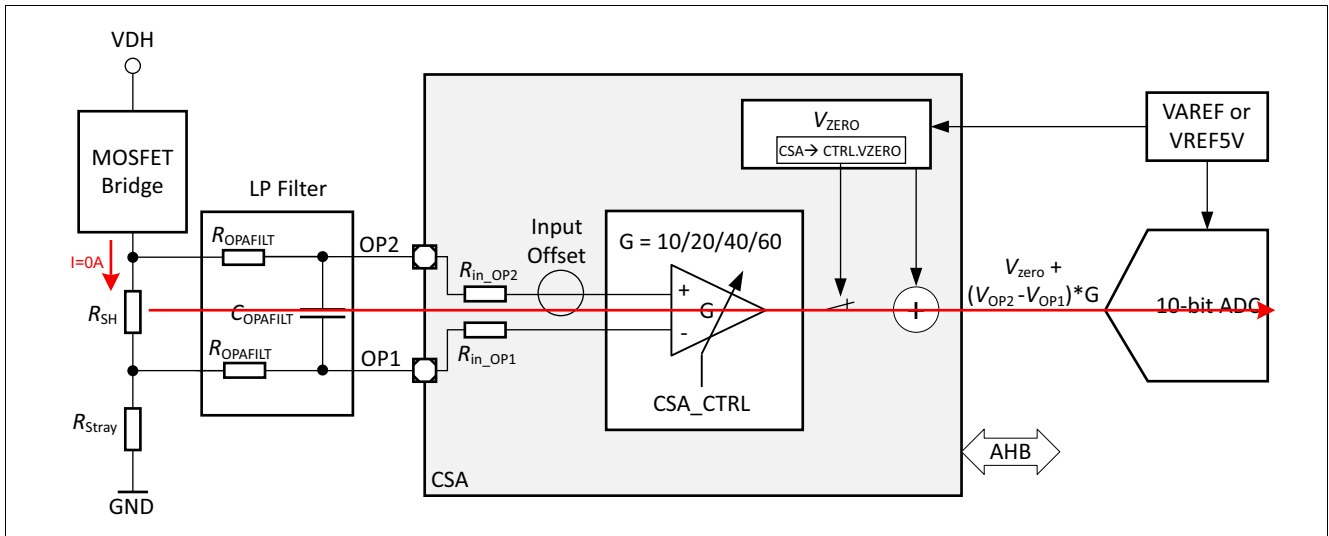 VDH
MOSFET
Bridge
I=0A
RSH
RStray
GND
LP Filter
ROPAFILT
COPAFILT
ROPAFILT
OP2
OP1
Rin_OP2
Rin_OP1
Input
Offset
G = 10/20/40/60
+
G
-
CSA_CTRL
VZERO
CSA→ CTRL.VZERO
+
CSA
AHB
VAREF or
VREF5V
Vzero +
(VOP2 -VOP1)*G
10-bit ADC